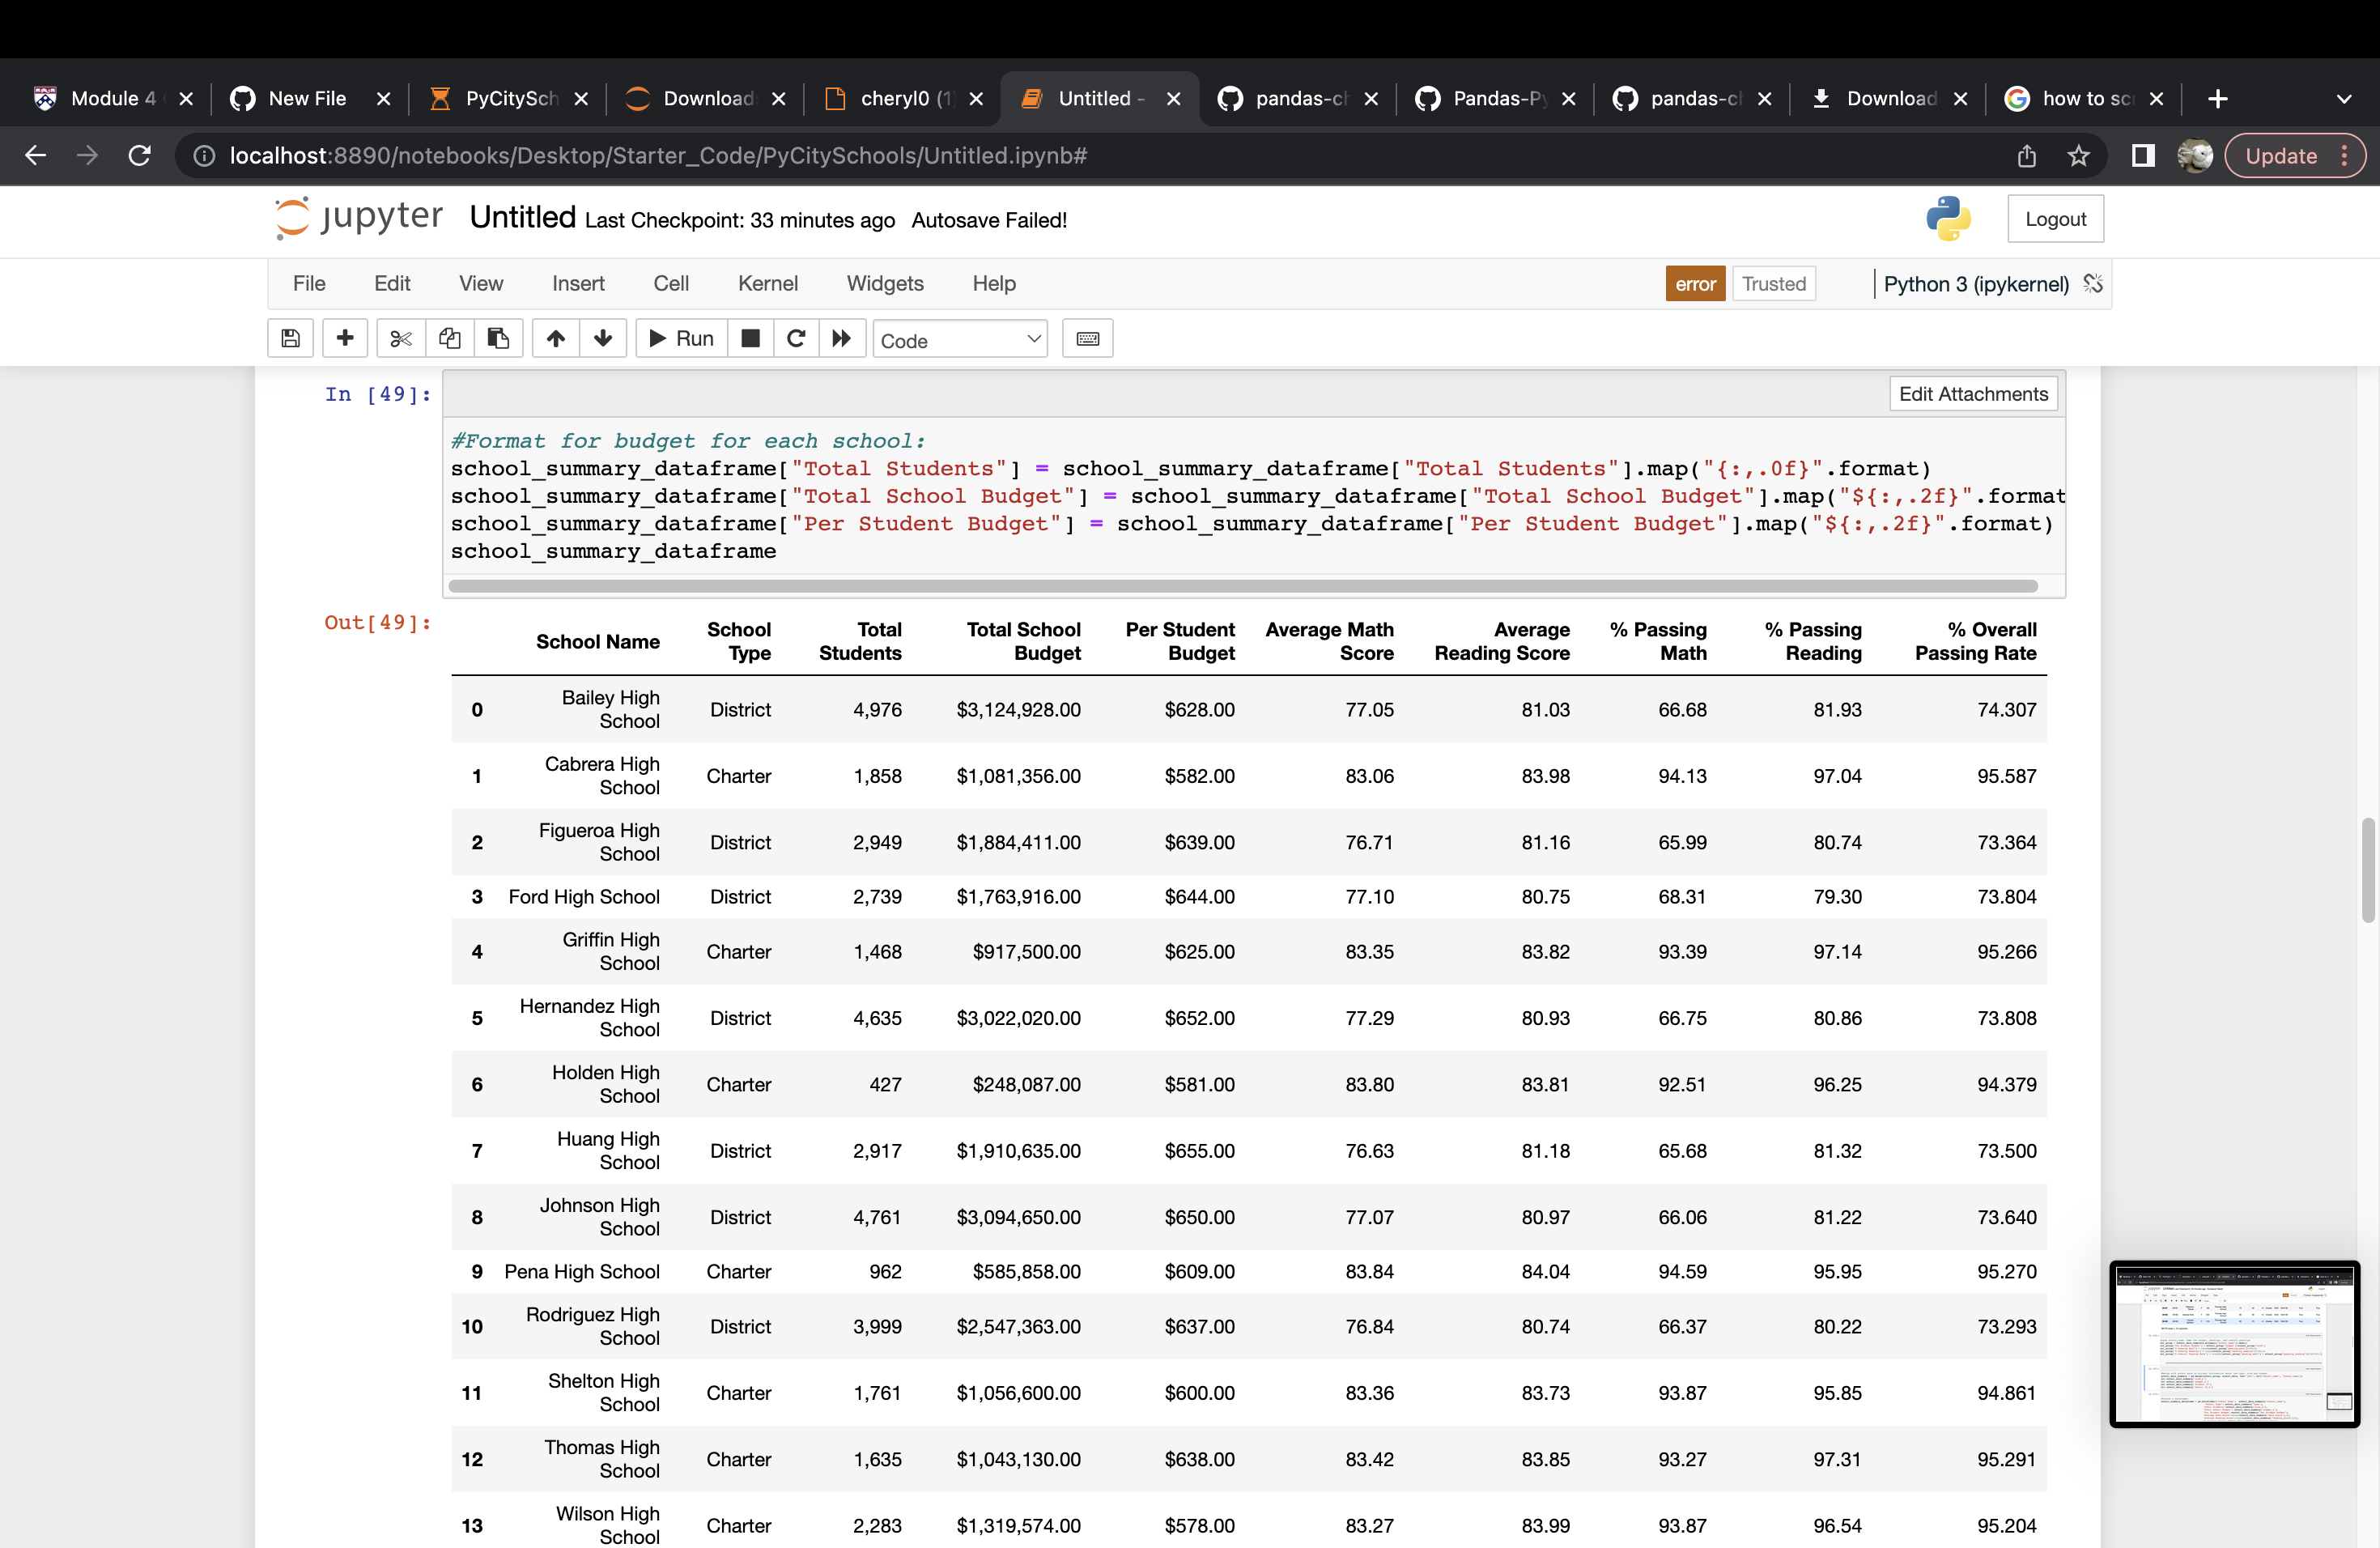 Module 4
New File
PyCitySch
Download
cheryl0 (1)
Untitled -
pandas-ch
Pandas-Py
pandas-ch
Download
how to scr
localhost:8890/notebooks/Desktop/Starter_Code/PyCitySchools/Untitled.ipynb#
Update
jupyter Untitled Last Checkpoint: 33 minutes ago Autosave Failed!
Logout
File Edit View Insert Cell Kernel Widgets Help
error Trusted Python 3 (ipykernel)
Run Code
In [49]:
Edit Attachments
#Format for budget for each school:
school_summary_dataframe["Total Students"] = school_summary_dataframe["Total Students"].map("{:,.0f}".format)
school_summary_dataframe["Total School Budget"] = school_summary_dataframe["Total School Budget"].map("${:,.2f}".format
school_summary_dataframe["Per Student Budget"] = school_summary_dataframe["Per Student Budget"].map("${:,.2f}".format)
school_summary_dataframe
Out[49]:
School Name School Type Total Students Total School Budget Per Student Budget Average Math Score Average Reading Score % Passing Math % Passing Reading % Overall Passing Rate
0 Bailey High School District 4,976 $3,124,928.00 $628.00 77.05 81.03 66.68 81.93 74.307
1 Cabrera High School Charter 1,858 $1,081,356.00 $582.00 83.06 83.98 94.13 97.04 95.587
2 Figueroa High School District 2,949 $1,884,411.00 $639.00 76.71 81.16 65.99 80.74 73.364
3 Ford High School District 2,739 $1,763,916.00 $644.00 77.10 80.75 68.31 79.30 73.804
4 Griffin High School Charter 1,468 $917,500.00 $625.00 83.35 83.82 93.39 97.14 95.266
5 Hernandez High School District 4,635 $3,022,020.00 $652.00 77.29 80.93 66.75 80.86 73.808
6 Holden High School Charter 427 $248,087.00 $581.00 83.80 83.81 92.51 96.25 94.379
7 Huang High School District 2,917 $1,910,635.00 $655.00 76.63 81.18 65.68 81.32 73.500
8 Johnson High School District 4,761 $3,094,650.00 $650.00 77.07 80.97 66.06 81.22 73.640
9 Pena High School Charter 962 $585,858.00 $609.00 83.84 84.04 94.59 95.95 95.270
10 Rodriguez High School District 3,999 $2,547,363.00 $637.00 76.84 80.74 66.37 80.22 73.293
11 Shelton High School Charter 1,761 $1,056,600.00 $600.00 83.36 83.73 93.87 95.85 94.861
12 Thomas High School Charter 1,635 $1,043,130.00 $638.00 83.42 83.85 93.27 97.31 95.291
13 Wilson High School Charter 2,283 $1,319,574.00 $578.00 83.27 83.99 93.87 96.54 95.204